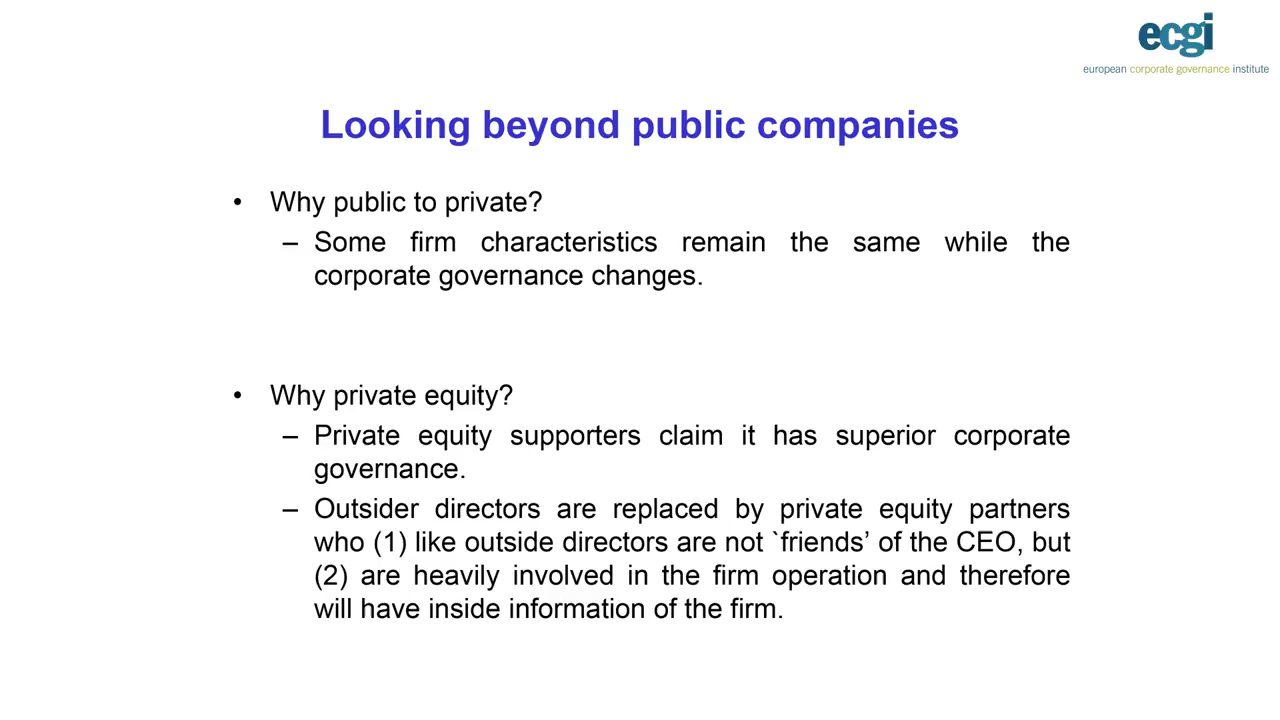 ecgi
european corporate governance institute
Looking beyond public companies
• Why public to private?
– Some firm characteristics remain the same while the
corporate governance changes.
• Why private equity?
– Private equity supporters claim it has superior corporate
governance.
– Outsider directors are replaced by private equity partners
who (1) like outside directors are not `friends’ of the CEO, but
(2) are heavily involved in the firm operation and therefore
will have inside information of the firm.